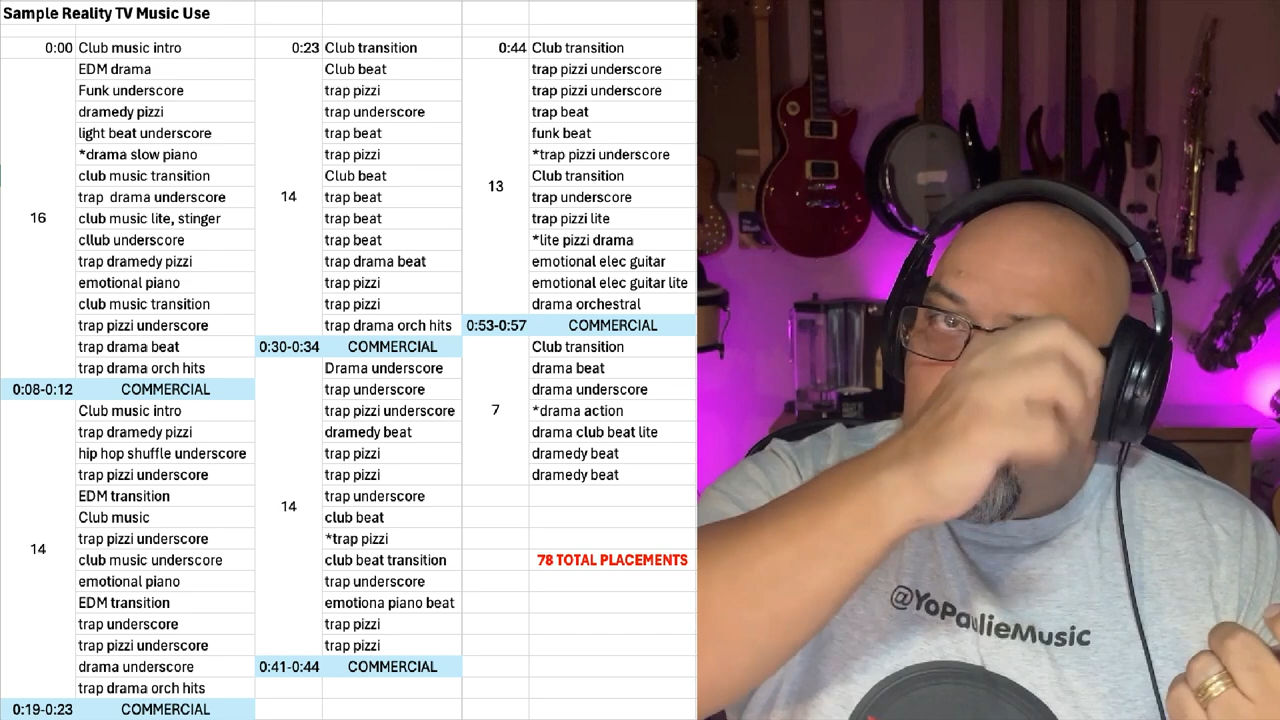 Sample Reality TV Music Use
0:00 Club music intro
EDM drama
Funk underscore
dramedy pizzi
light beat underscore
*drama slow piano
club music transition
trap drama underscore
16
club music lite, stinger
cllub underscore
trap dramedy pizzi
emotional piano
club music transition
trap pizzi underscore
trap drama beat
trap drama orch hits
0:08-0:12 COMMERCIAL
Club music intro
trap dramedy pizzi
hip hop shuffle underscore
trap pizzi underscore
EDM transition
Club music
trap pizzi underscore
14
club music underscore
emotional piano
EDM transition
trap underscore
trap pizzi underscore
drama underscore
trap drama orch hits
0:19-0:23 COMMERCIAL
0:23 Club transition
Club beat
trap pizzi
trap underscore
trap beat
trap pizzi
Club beat
14
trap beat
trap beat
trap beat
trap drama beat
trap pizzi
trap pizzi
trap drama orch hits
0:30-0:34 COMMERCIAL
Drama underscore
trap underscore
trap pizzi underscore
dramedy beat
trap pizzi
trap pizzi
trap underscore
14
club beat
*trap pizzi
club beat transition
trap underscore
emotiona piano beat
trap pizzi
trap pizzi
0:41-0:44 COMMERCIAL
0:44 Club transition
trap pizzi underscore
trap pizzi underscore
trap beat
funk beat
*trap pizzi underscore
Club transition
13
trap underscore
trap pizzi lite
*lite pizzi drama
emotional elec guitar
emotional elec guitar lite
drama orchestral
0:53-0:57 COMMERCIAL
Club transition
drama beat
drama underscore
7 *drama action
drama club beat lite
dramedy beat
dramedy beat
78 TOTAL PLACEMENTS
@YoPaulieMusic